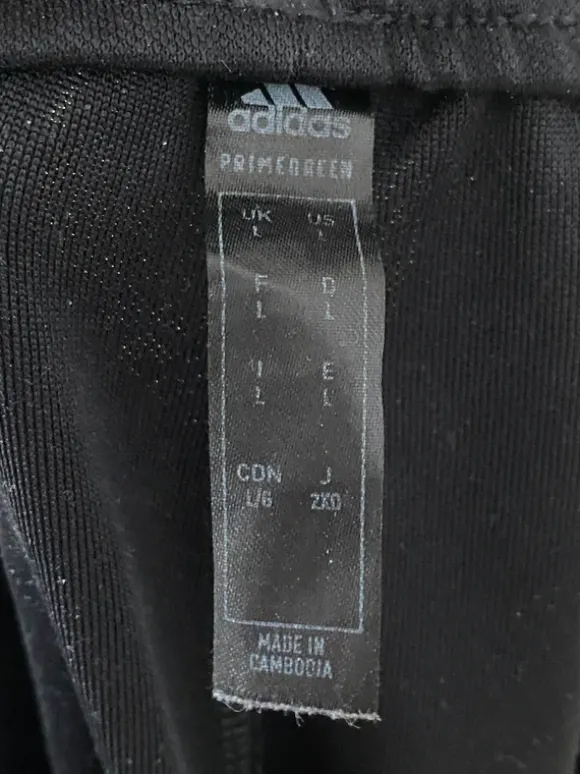 adidas
PRIMEGREEN
UK US
L L
F D
L L
I E
L L
CDN J
L/G 2XO
MADE IN
CAMBODIA